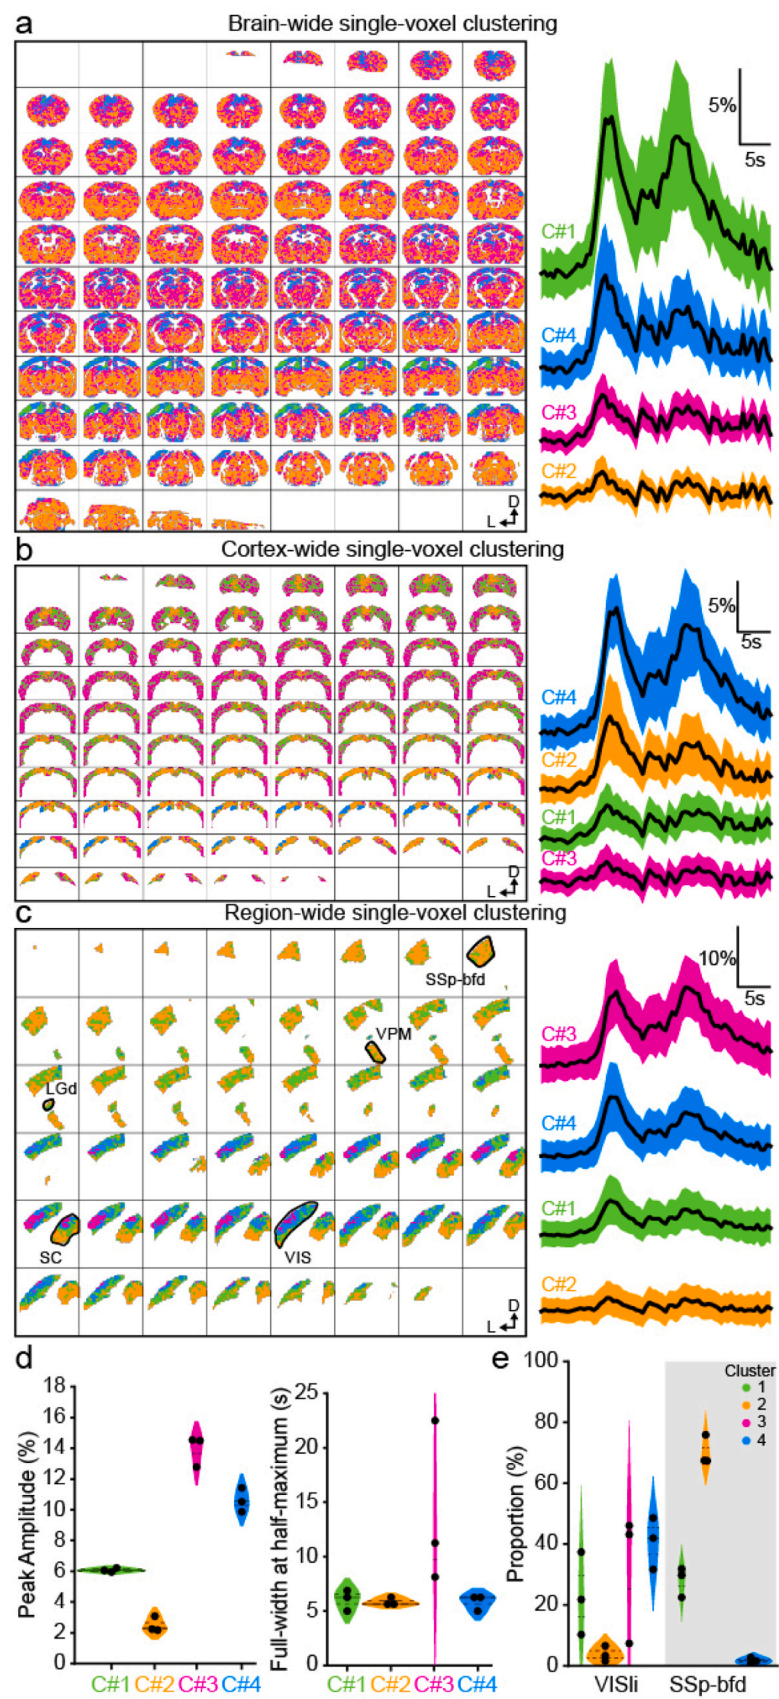 a
Brain-wide single-voxel clustering
5%
5s
C#1
C#4
C#3
C#2
D
L
b
Cortex-wide single-voxel clustering
5%
5s
C#4
C#2
C#1
C#3
D
L
c
Region-wide single-voxel clustering
SSp-bfd
VPM
LGd
SC
VIS
10%
5s
C#3
C#4
C#1
C#2
D
L
d
Peak Amplitude (%)
18
16
14
12
10
8
6
4
2
0
C#1 C#2 C#3 C#4
Full-width at half-maximum (s)
25
22
15
10
5
0
C#1 C#2 C#3 C#4
e
Proportion (%)
100
80
60
40
20
0
Cluster
1
2
3
4
VISli SSp-bfd